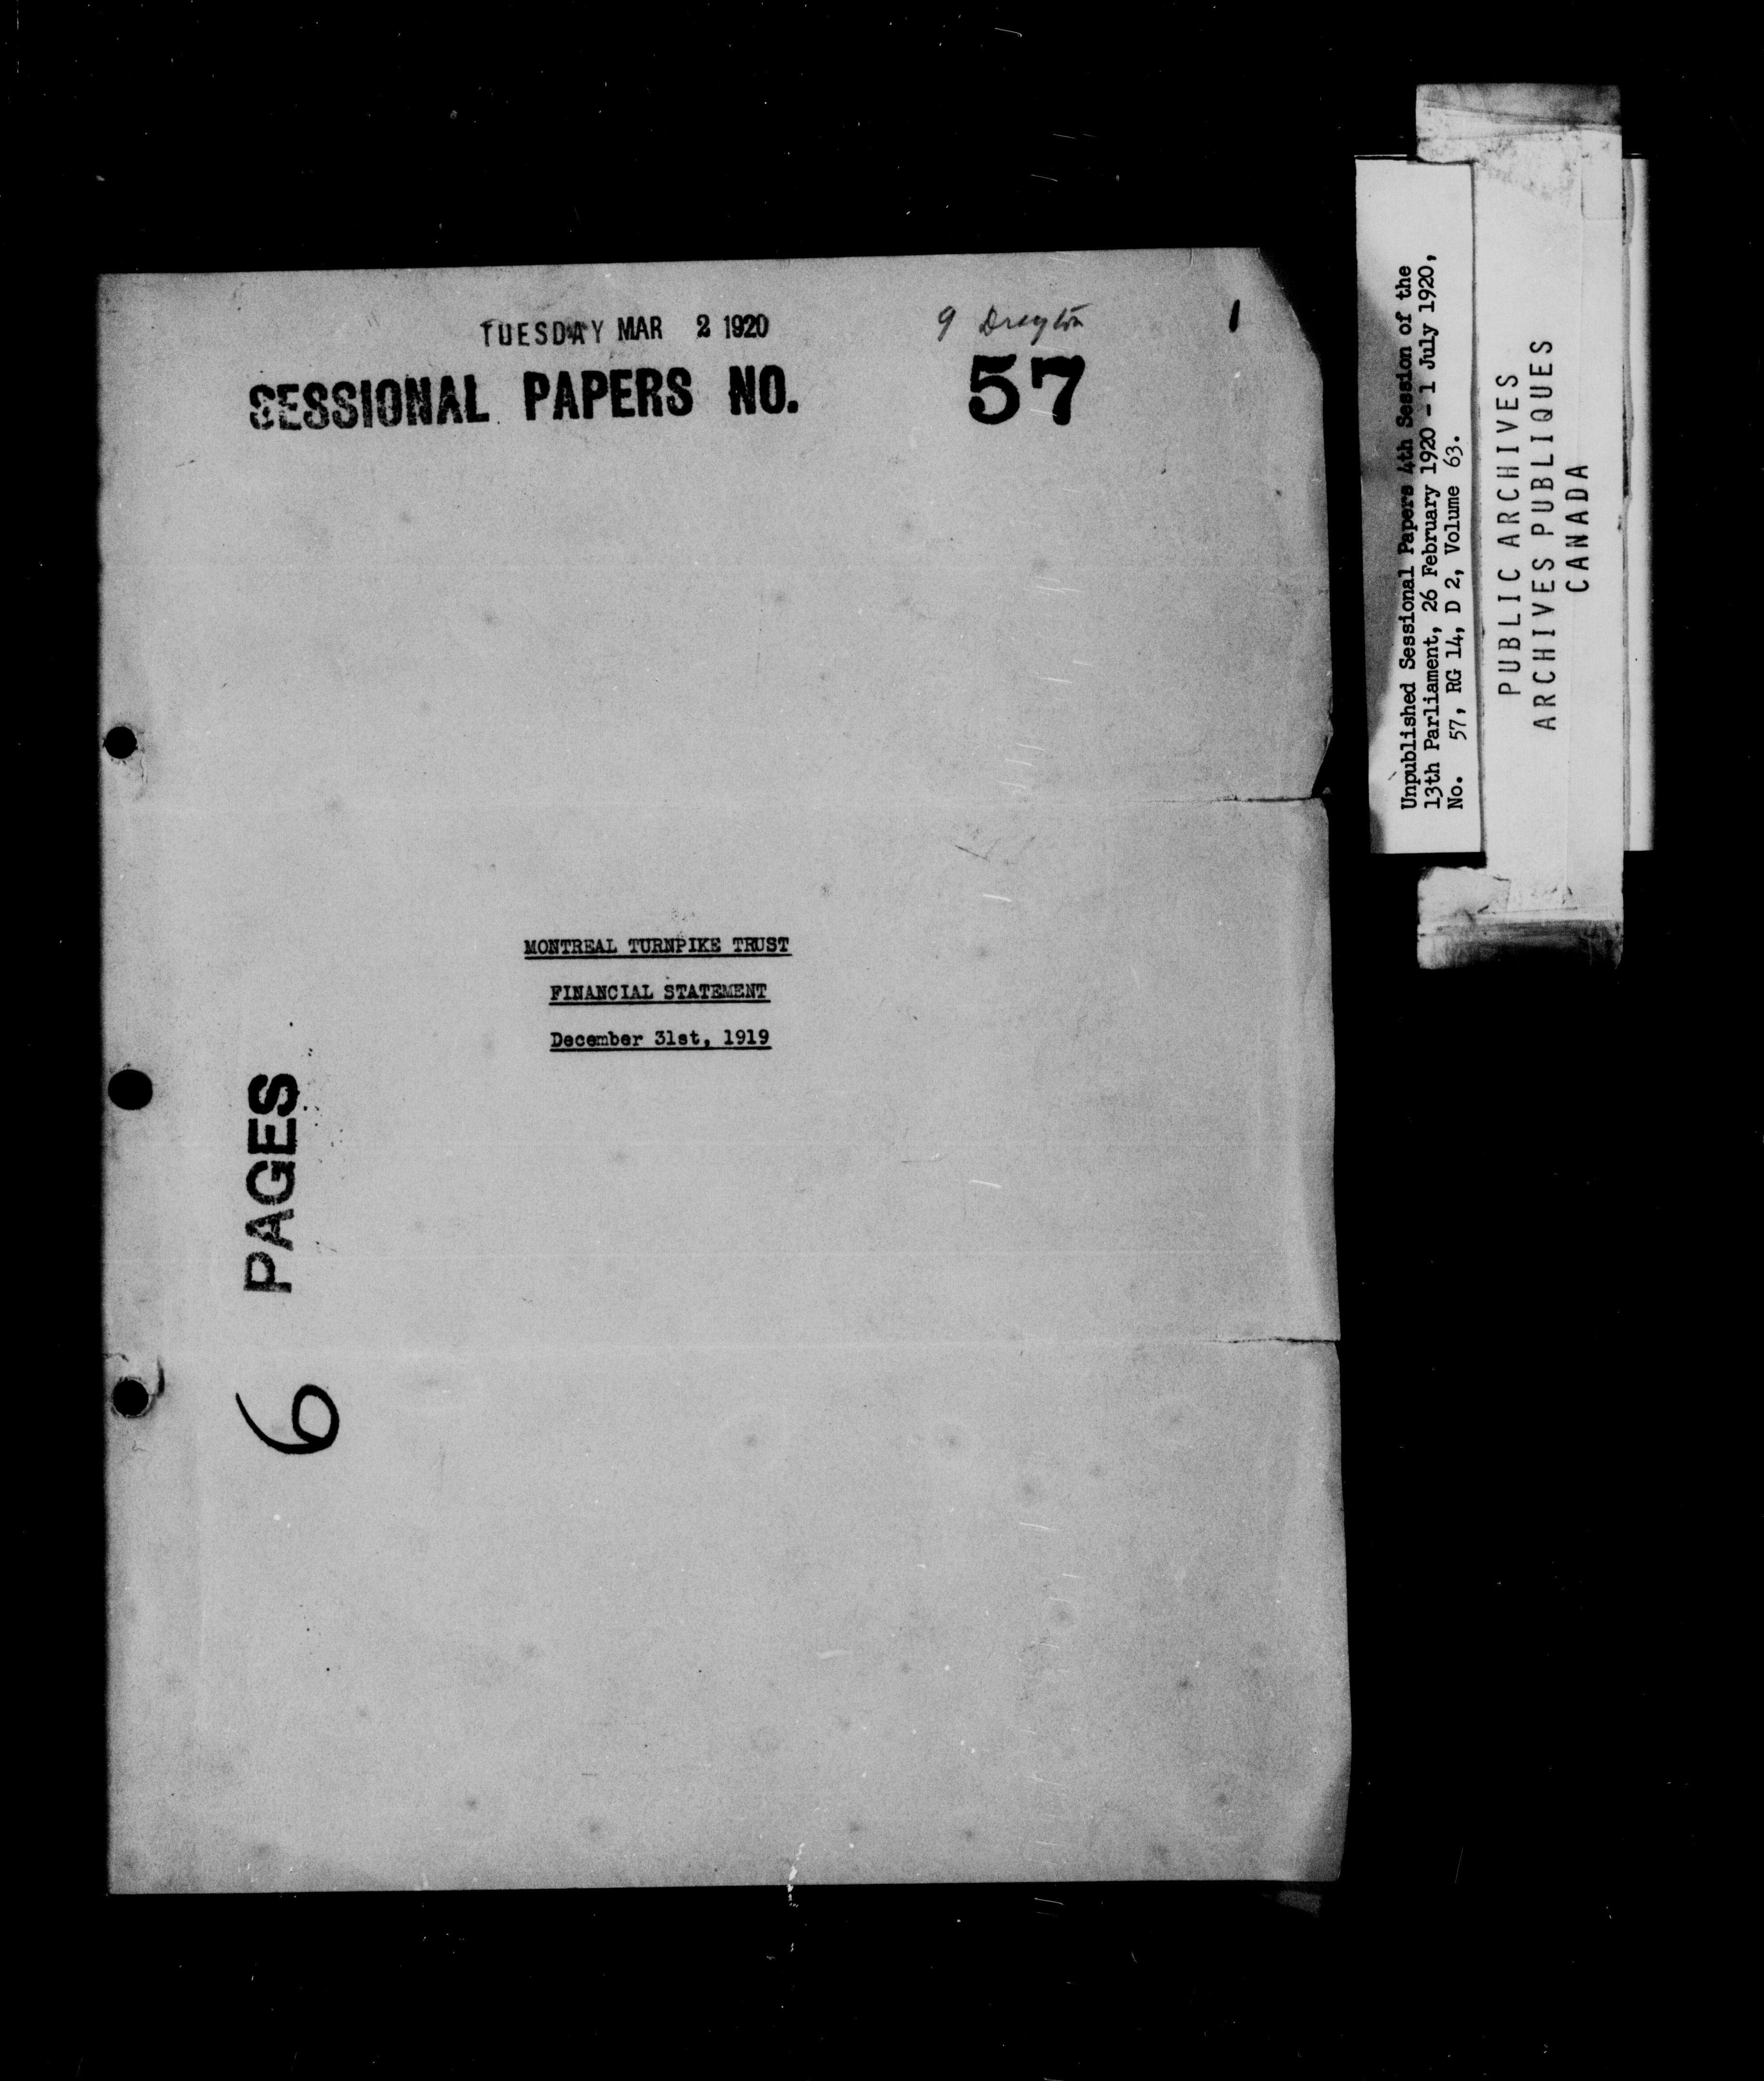 TUESDAY MAR 2 1920
9 Drayton
1
SESSIONAL PAPERS NO. 57
MONTREAL TURNPIKE TRUST
FINANCIAL STATEMENT
December 31st, 1919
6 PAGES
Unpublished Sessional Papers 4th Session of the
13th Parliament, 26 February 1920 - 1 July 1920,
No. 57, RG 14, D 2, Volume 63.
PUBLIC ARCHIVES
ARCHIVES PUBLIQUES
CANADA